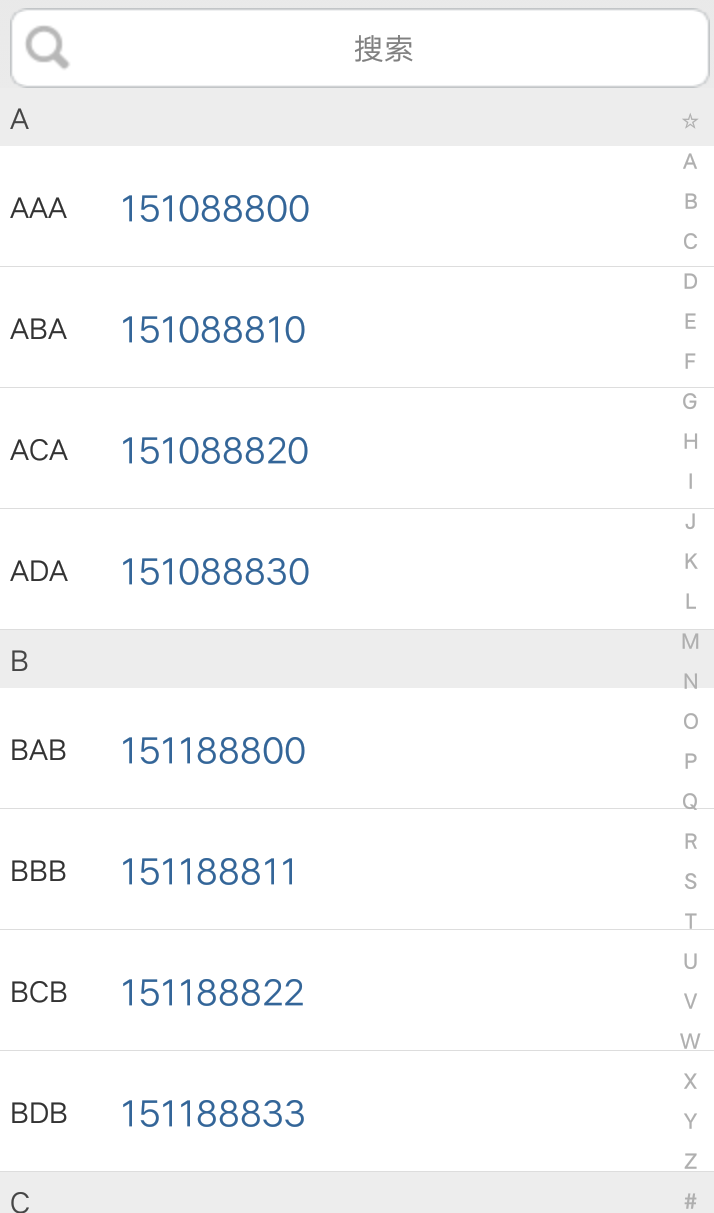 搜索
A
AAA 151088800
ABA 151088810
ACA 151088820
ADA 151088830
B
BAB 151188800
BBB 151188811
BCB 151188822
BDB 151188833
C
☆
A
B
C
D
E
F
G
H
I
J
K
L
M
N
O
P
Q
R
S
T
U
V
W
X
Y
Z
#